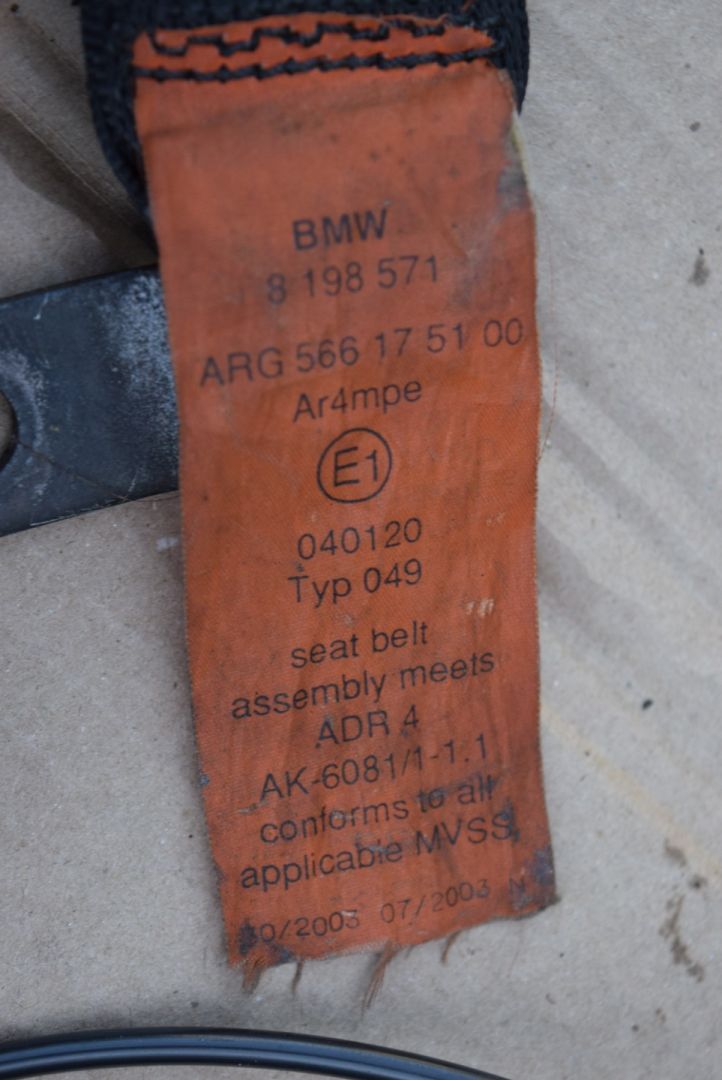 BMW
8 198 571
ARG 566 17 51 00
Ar4mpe
E1
040120
Typ 049
seat belt
assembly meets
ADR 4
AK-6081/1-1.1
conforms to all
applicable MVSS
07/2003